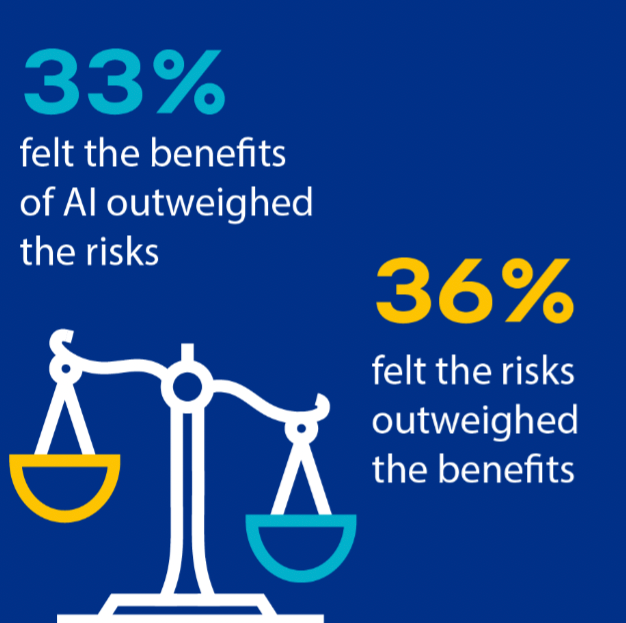 33%
felt the benefits
of AI outweighed
the risks
36%
felt the risks
outweighed
the benefits